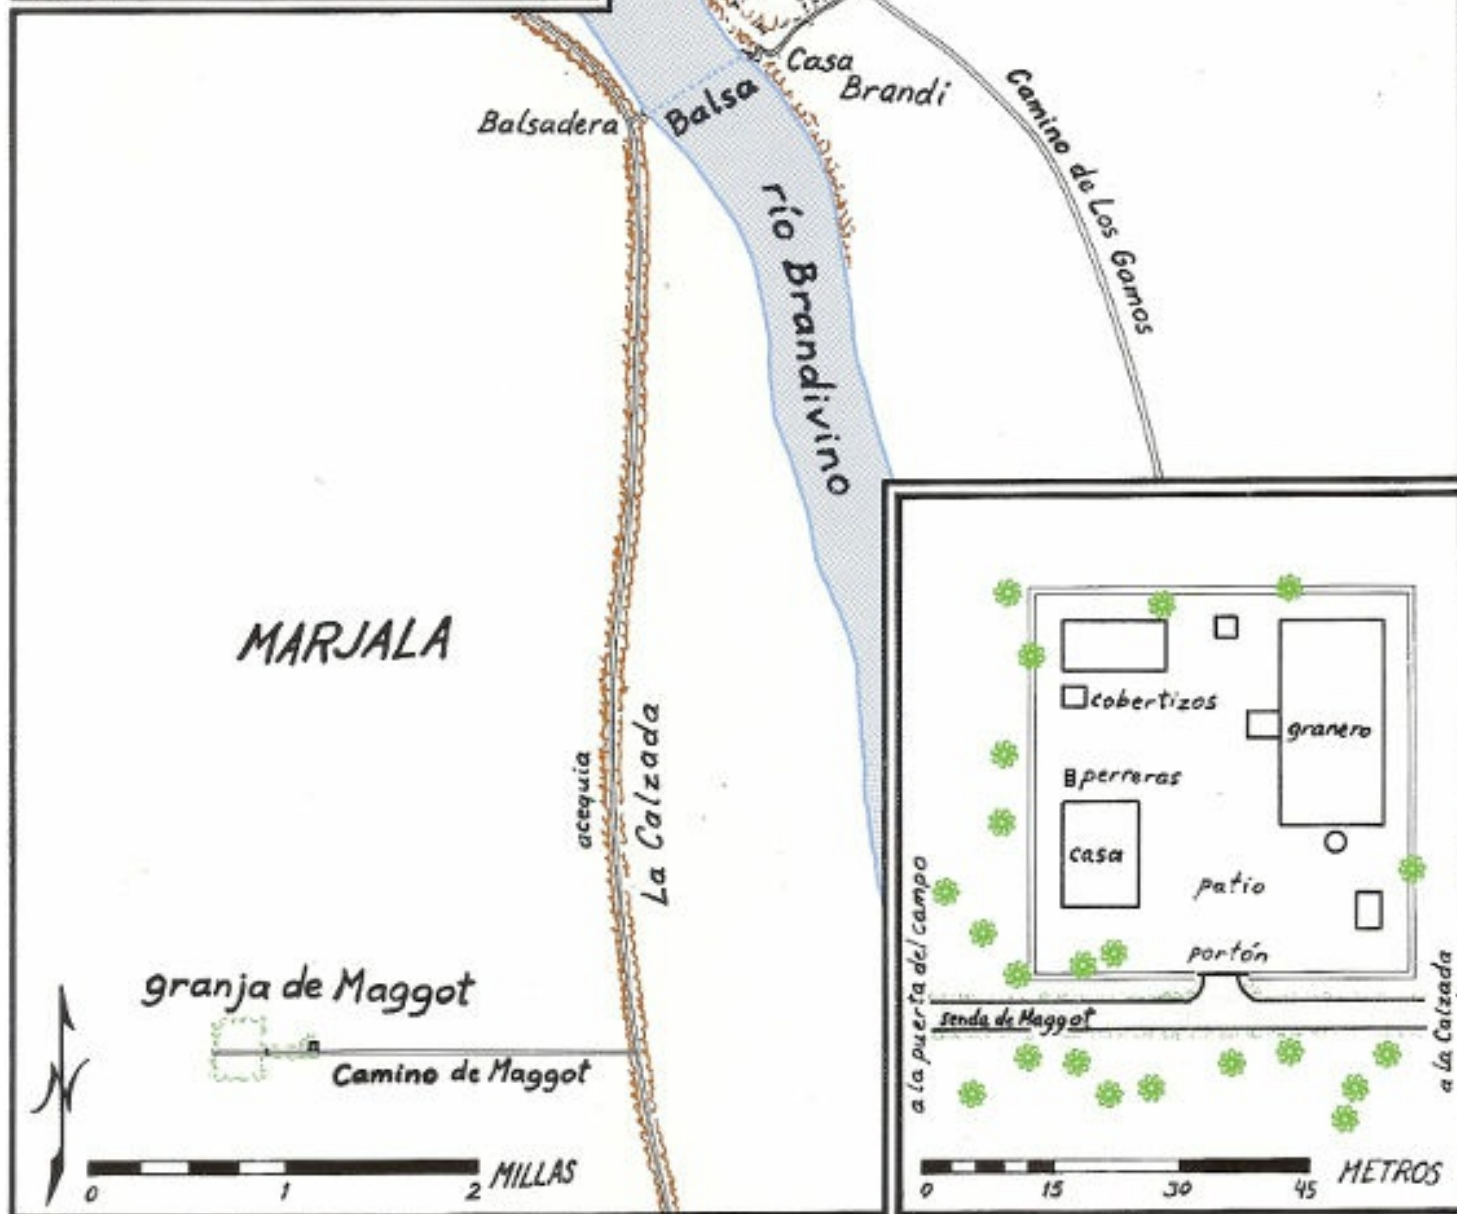 Casa
Brandi
Balsa
Balsadera
Camino de Los Gamos
río Brandivino
MARJALA
acequia
La Calzada
granja de Maggot
Camino de Maggot
N
0 1 2 MILLAS
cobertizos
granero
perreras
casa
patio
portón
a la puerta del campo
senda de Maggot
a la Calzada
0 15 30 45 METROS